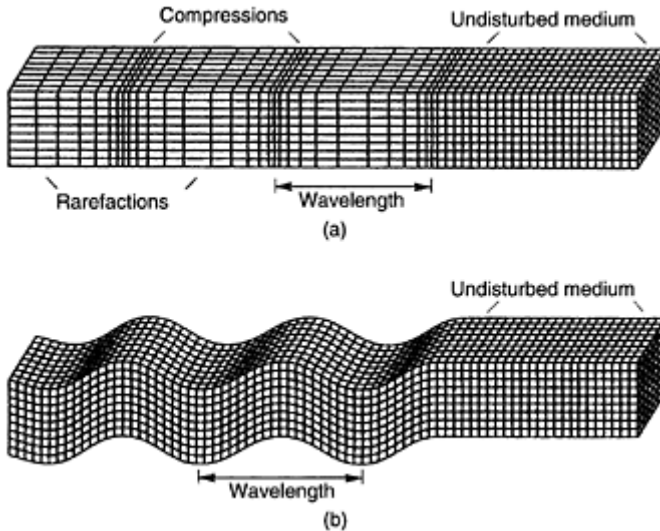 Compressions
Undisturbed medium
Rarefactions
Wavelength
(a)
Undisturbed medium
Wavelength
(b)